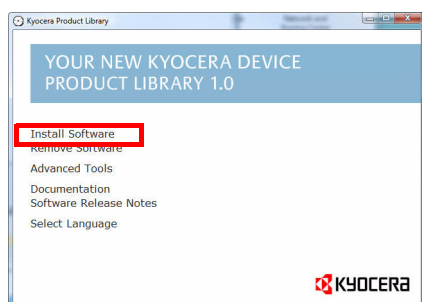 Kyocera Product Library
YOUR NEW KYOCERA DEVICE
PRODUCT LIBRARY 1.0
Install Software
Remove Software
Advanced Tools
Documentation
Software Release Notes
Select Language
KYOCERA